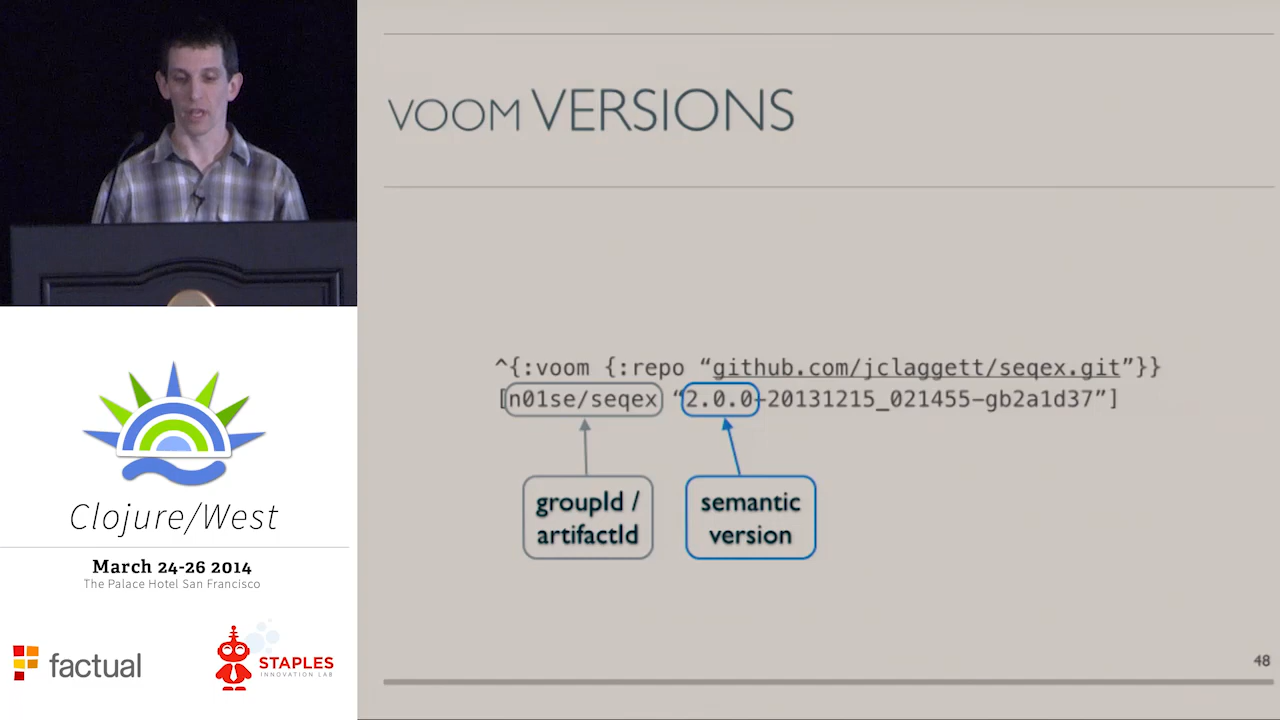 VOOM VERSIONS
^{:voom {:repo “github.com/jclaggett/seqex.git”}}
[n01se/seqex “2.0.0-20131215_021455-gb2a1d37”]
groupId /
artifactId
semantic
version
48
Clojure/West
March 24-26 2014
The Palace Hotel San Francisco
factual
STAPLES
INNOVATION LAB